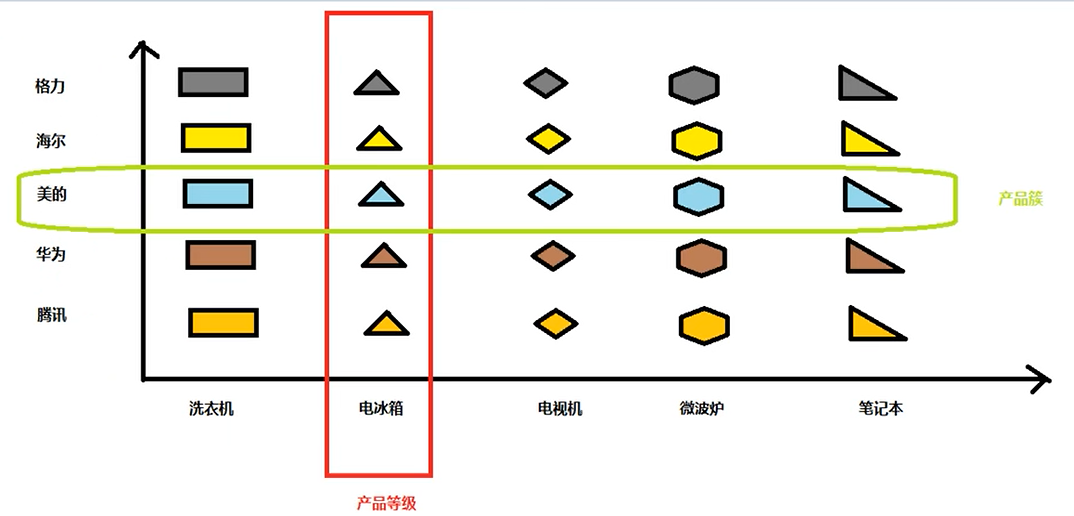 格力
海尔
美的
产品簇
华为
腾讯
洗衣机
电冰箱
电视机
微波炉
笔记本
产品等级